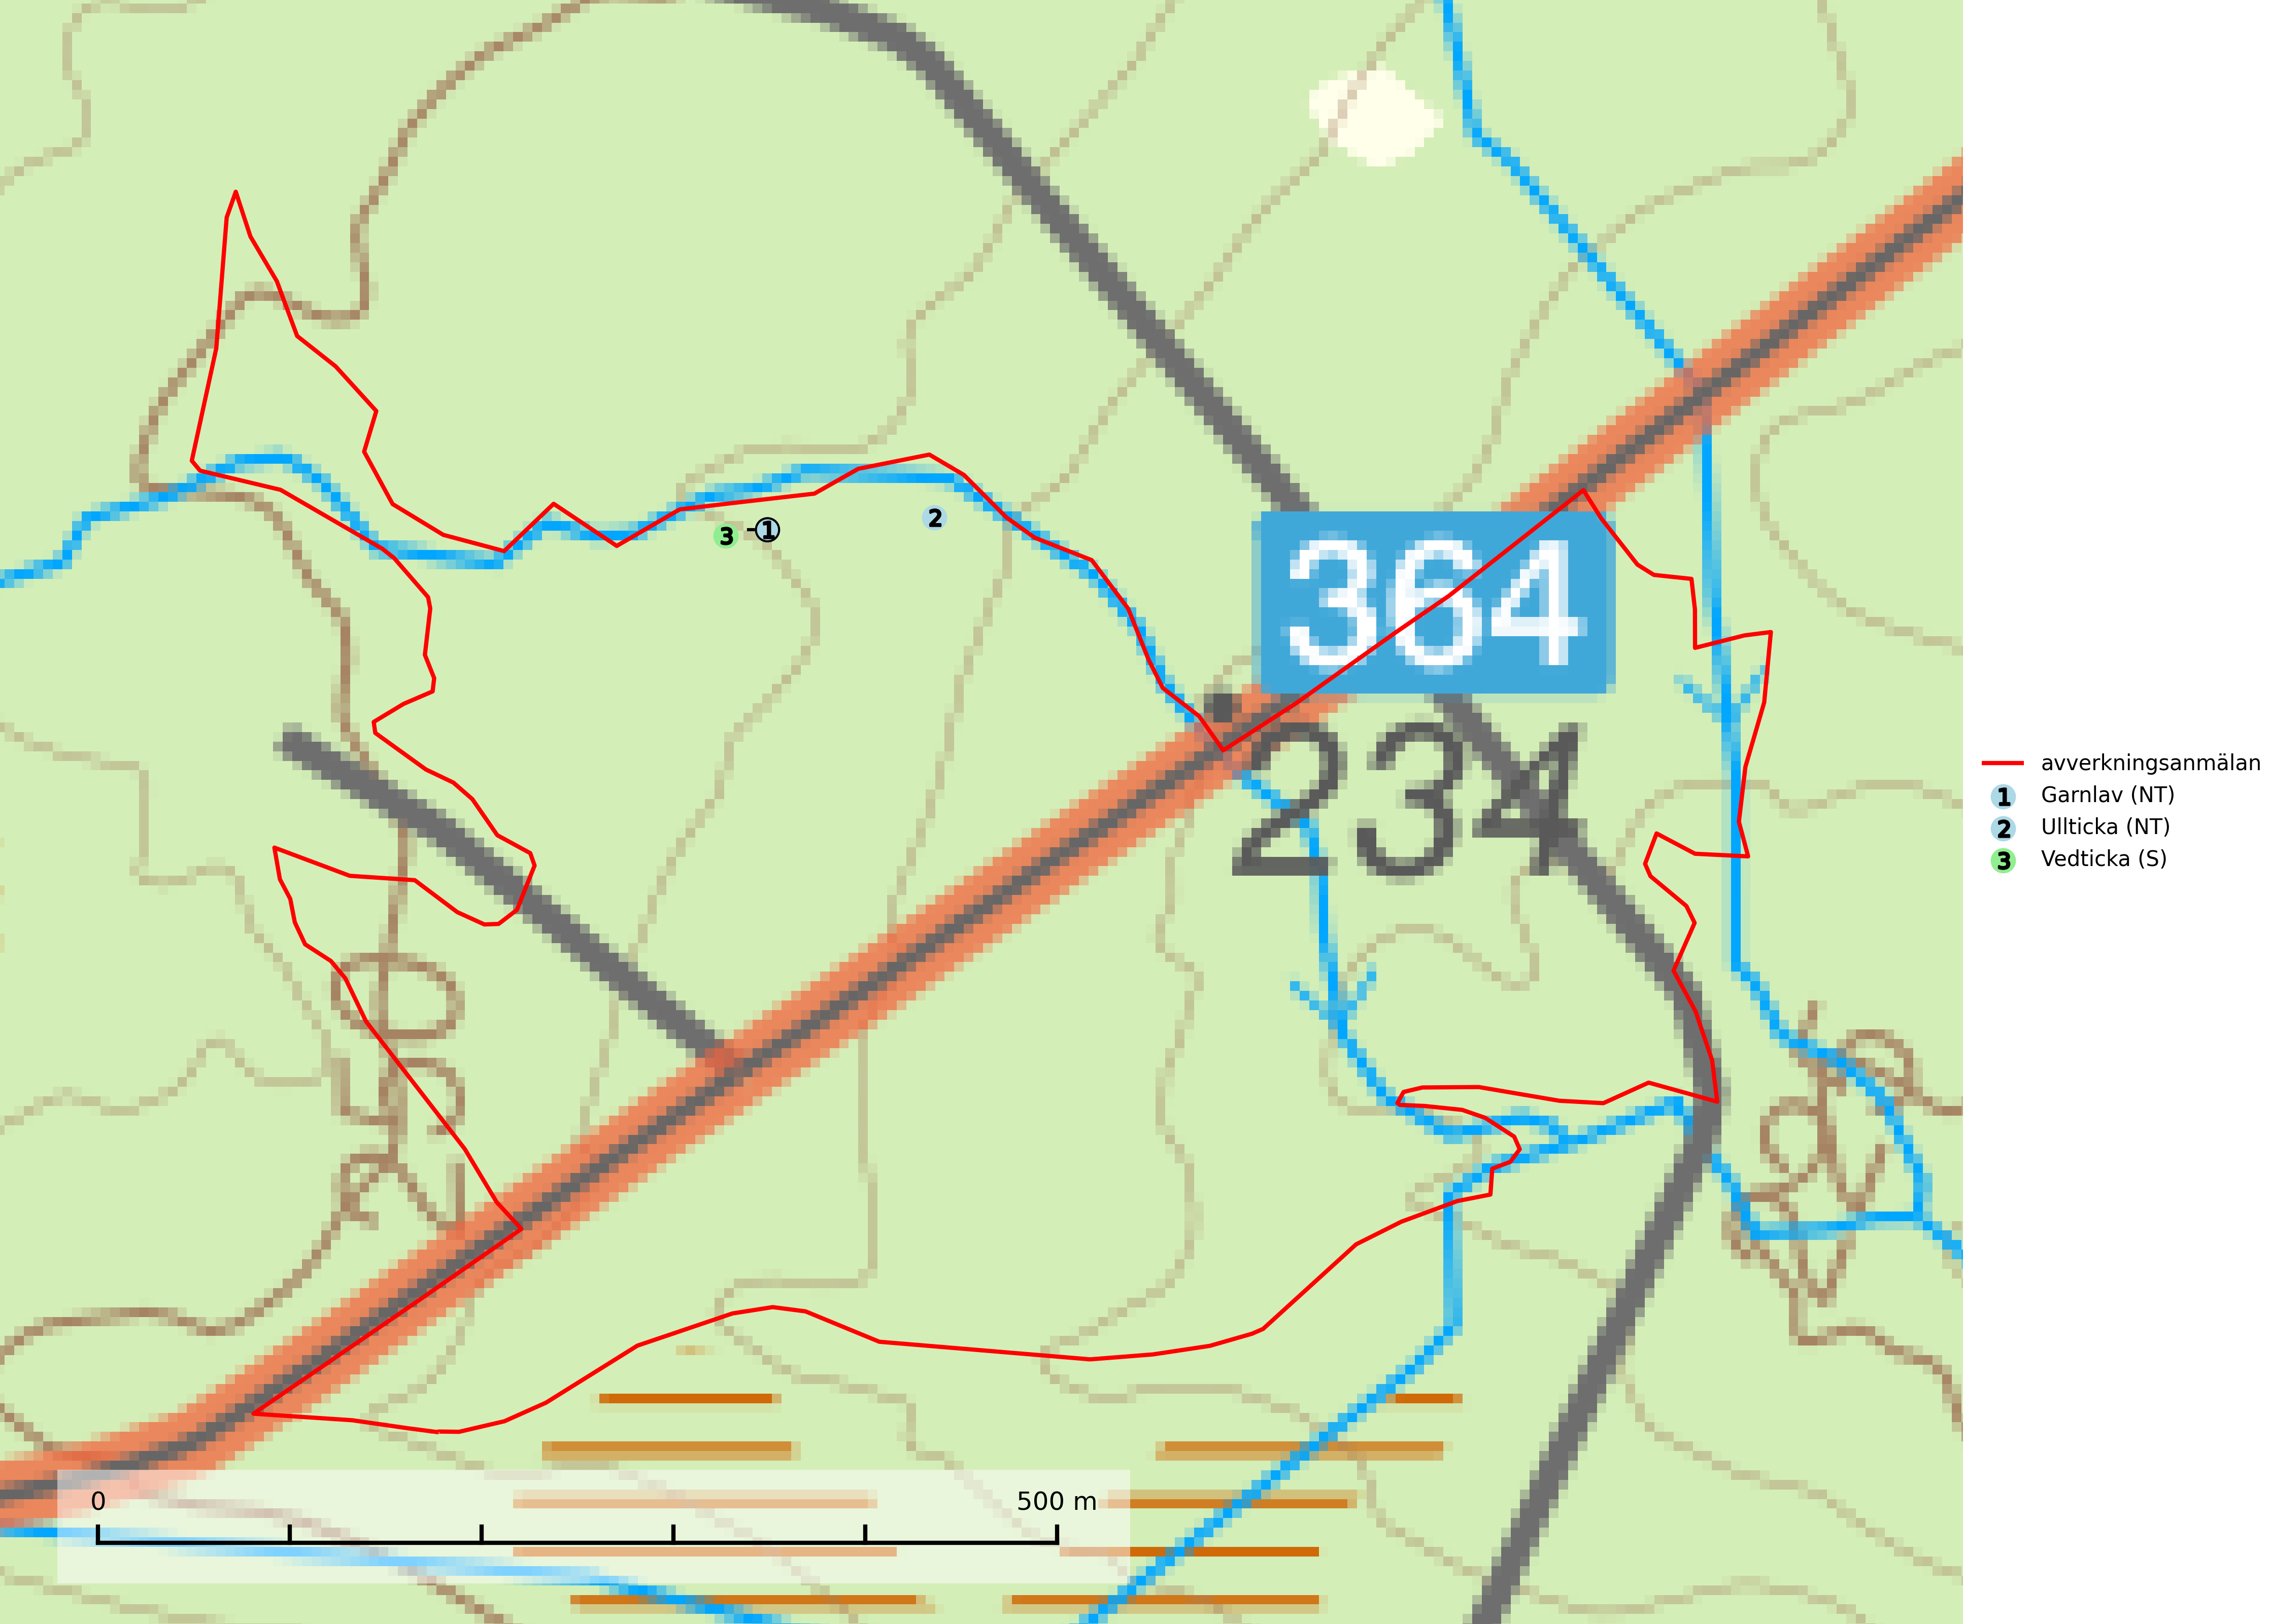 364
234
3
1
2
0 500 m
avverkningsanmälan
1 Garnlav (NT)
2 Ullticka (NT)
3 Vedticka (S)